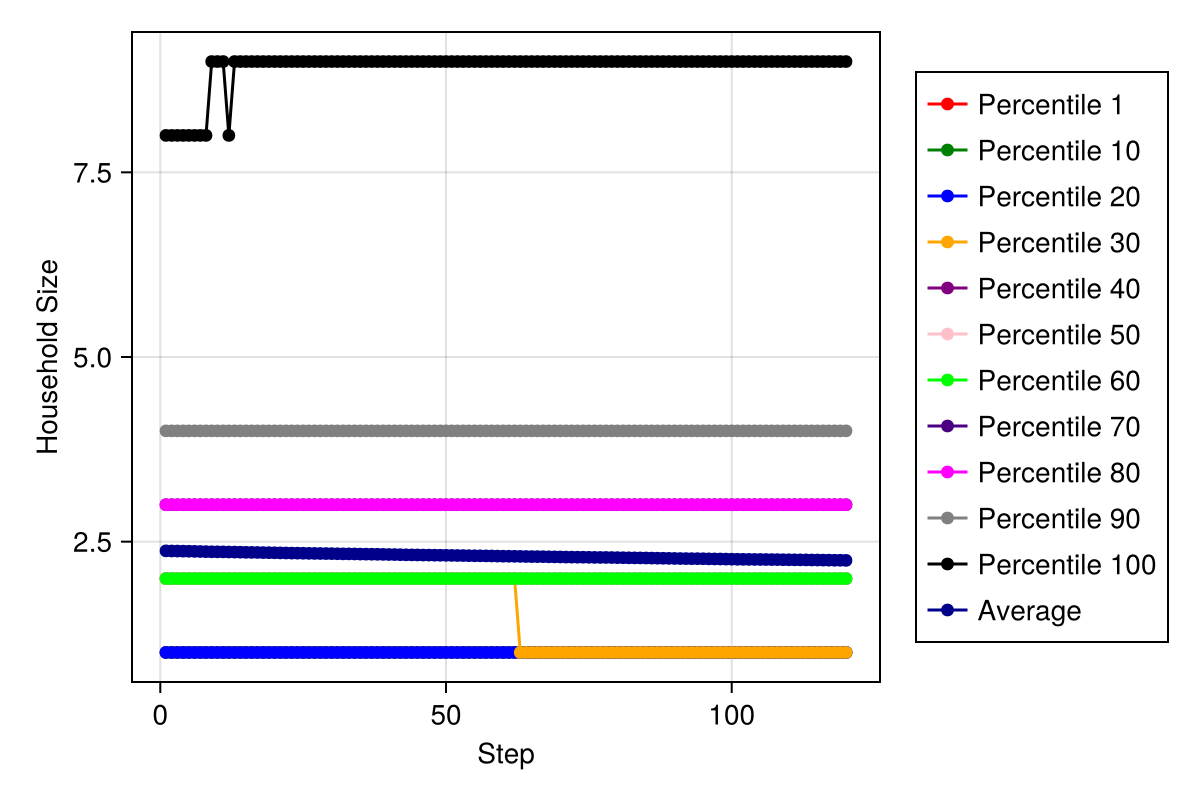 7.5
5.0
2.5
Household Size
0 50 100
Step
Percentile 1
Percentile 10
Percentile 20
Percentile 30
Percentile 40
Percentile 50
Percentile 60
Percentile 70
Percentile 80
Percentile 90
Percentile 100
Average